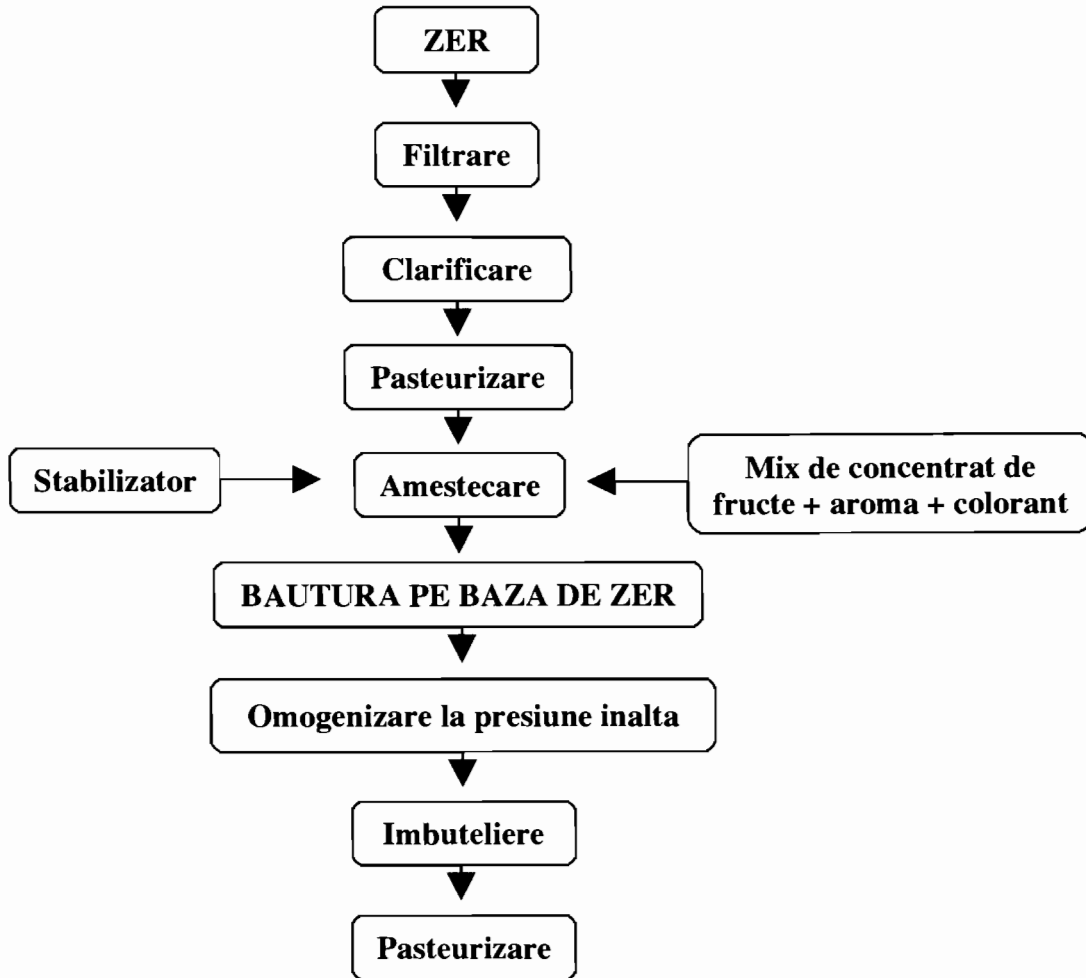 ZER
Filtrare
Clarificare
Pasteurizare
Stabilizator
Amestecare
Mix de concentrat de
fructe + aroma + colorant
BAUTURA PE BAZA DE ZER
Omogenizare la presiune inalta
Imbuteliere
Pasteurizare